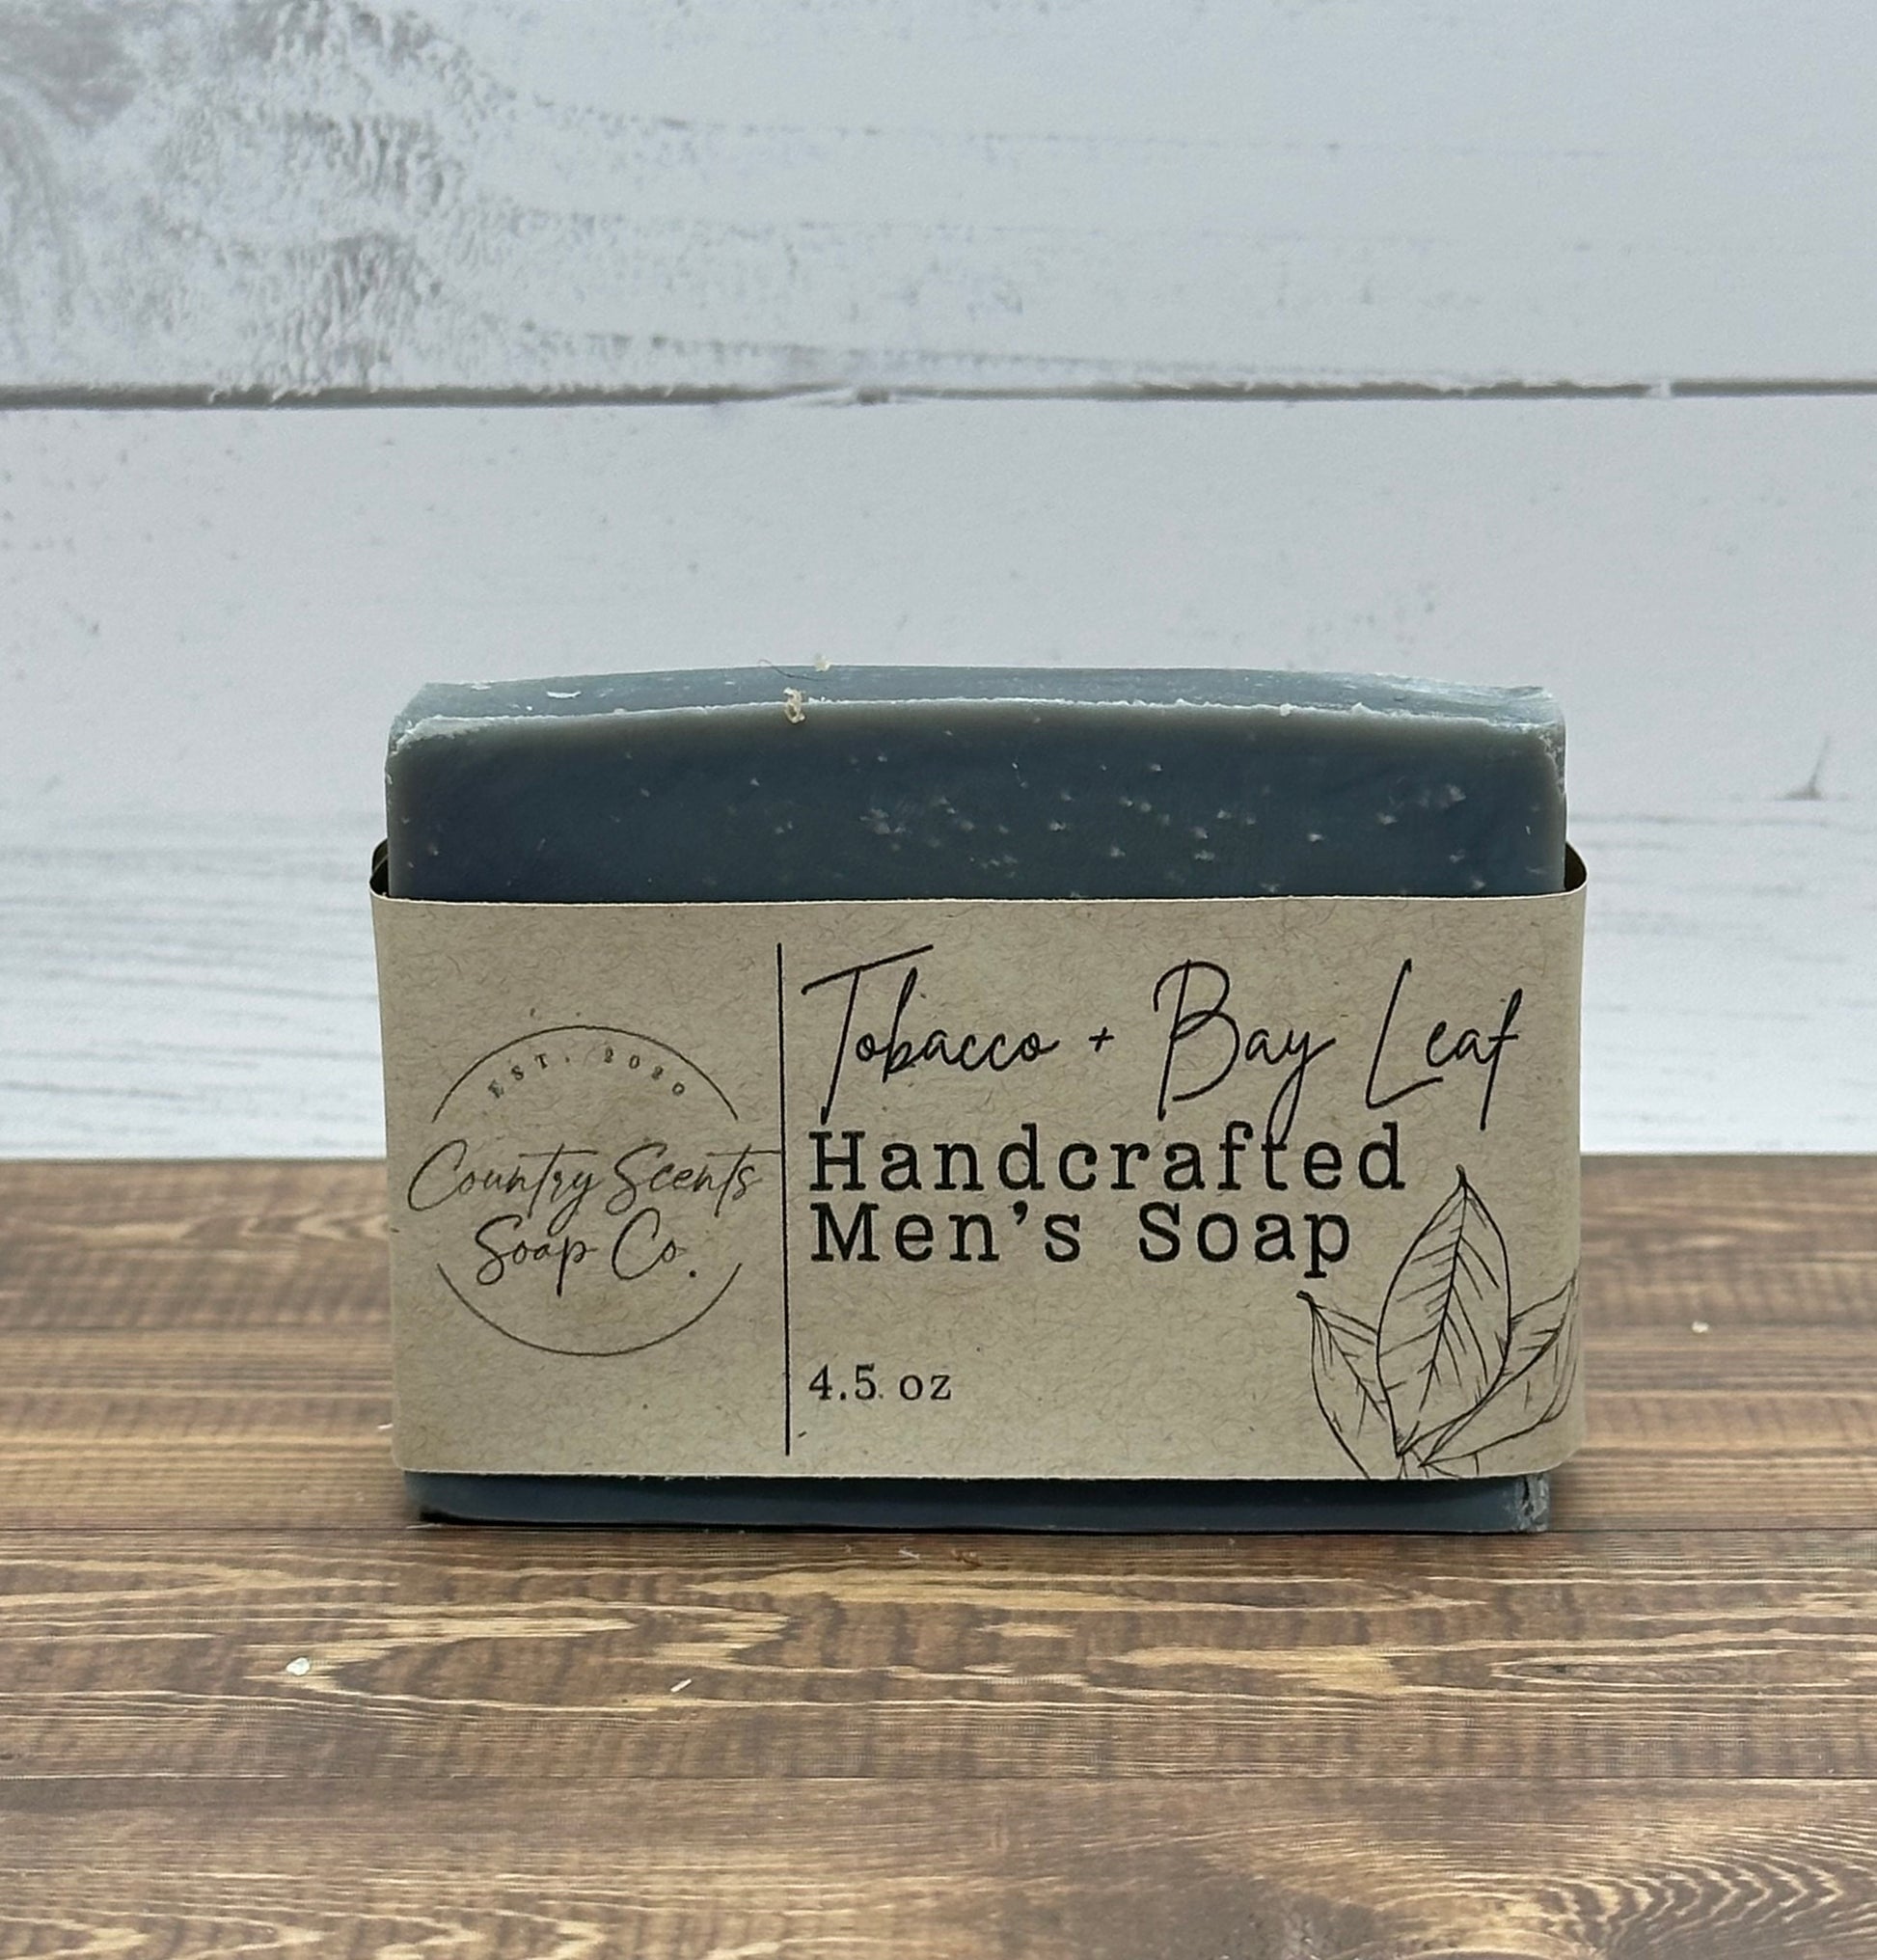 EST. 2020
Country Scents
Soap Co.
Tobacco + Bay Leaf
Handcrafted
Men's Soap
4.5 oz